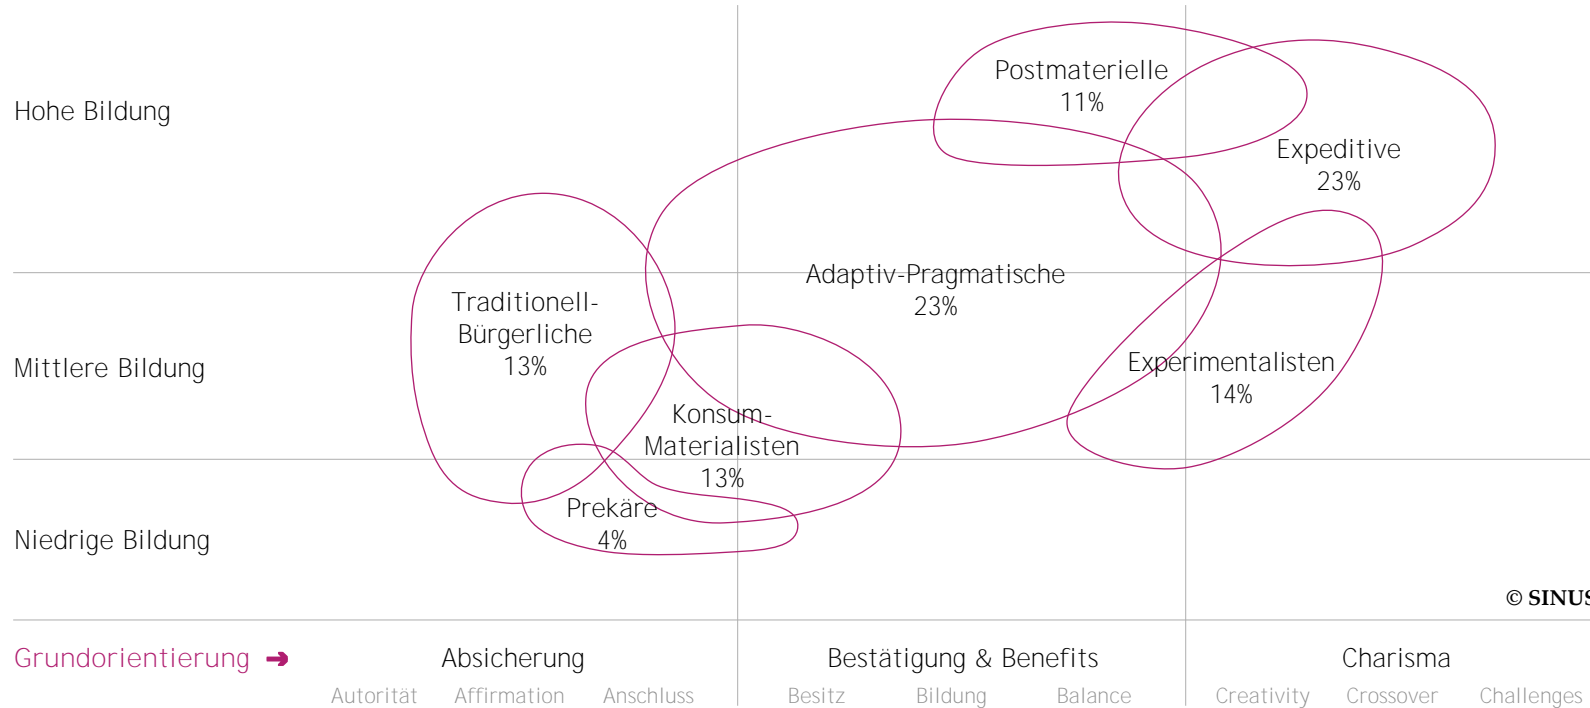 Hohe Bildung
Postmaterielle
11%
Expeditive
23%
Mittlere Bildung
Traditionell-
Bürgerliche
13%
Adaptiv-Pragmatische
23%
Experimentalisten
14%
Konsum-
Materialisten
13%
Niedrige Bildung
Prekäre
4%
© SINUS
Grundorientierung ➔
Absicherung
Bestätigung & Benefits
Charisma
Autorität Affirmation Anschluss Besitz Bildung Balance Creativity Crossover Challenges